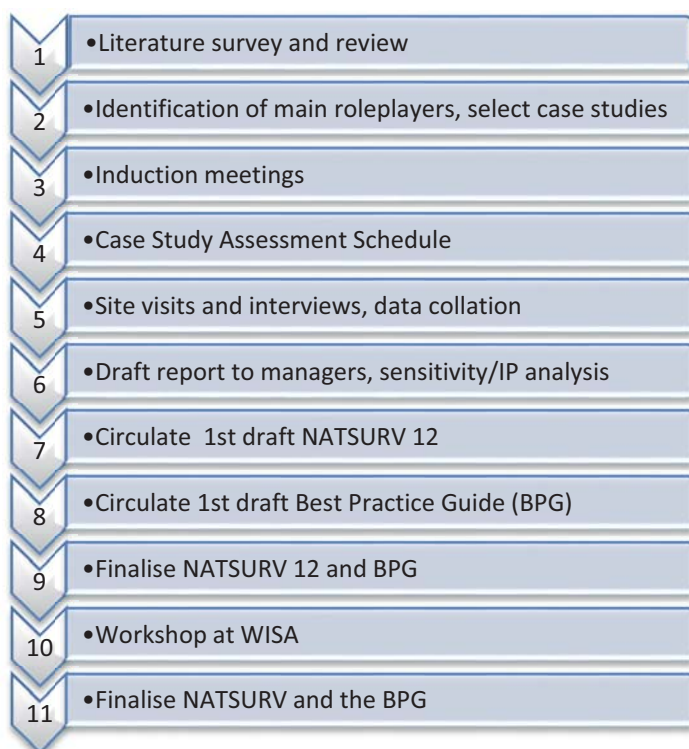 1 •Literature survey and review
2 •Identification of main roleplayers, select case studies
3 •Induction meetings
4 •Case Study Assessment Schedule
5 •Site visits and interviews, data collation
6 •Draft report to managers, sensitivity/IP analysis
7 •Circulate 1st draft NATSURV 12
8 •Circulate 1st draft Best Practice Guide (BPG)
9 •Finalise NATSURV 12 and BPG
10 •Workshop at WISA
11 •Finalise NATSURV and the BPG